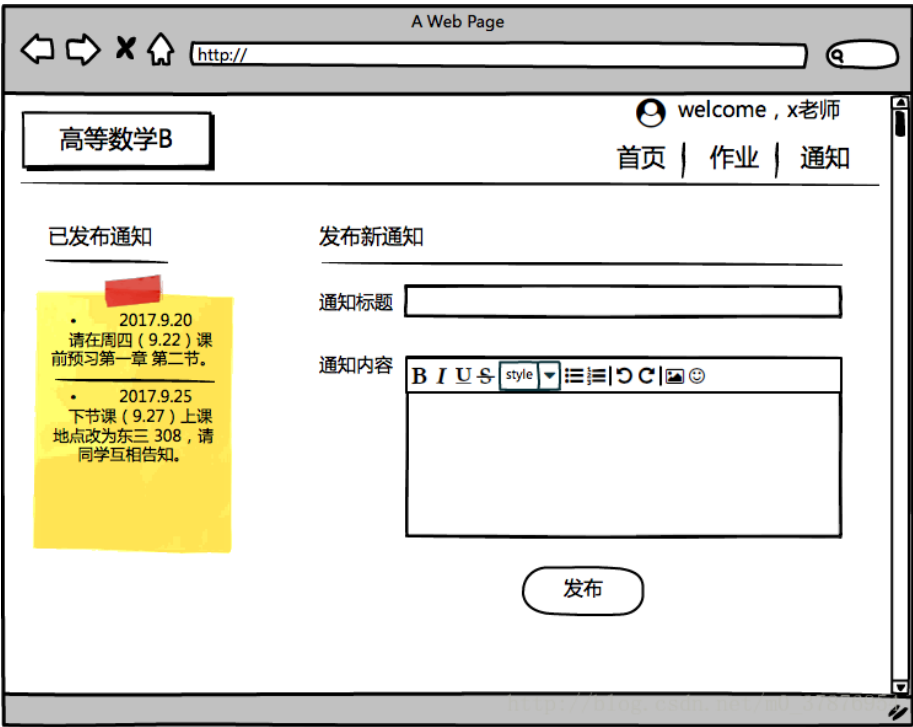 A Web Page
http://
welcome，x老师
高等数学B
首页 | 作业 | 通知
已发布通知
发布新通知
• 2017.9.20
请在周四（9.22）课
前预习第一章 第二节。
• 2017.9.25
下节课（9.27）上课
地点改为东三 308，请
同学互相告知。
通知标题
通知内容
B I U S style
发布